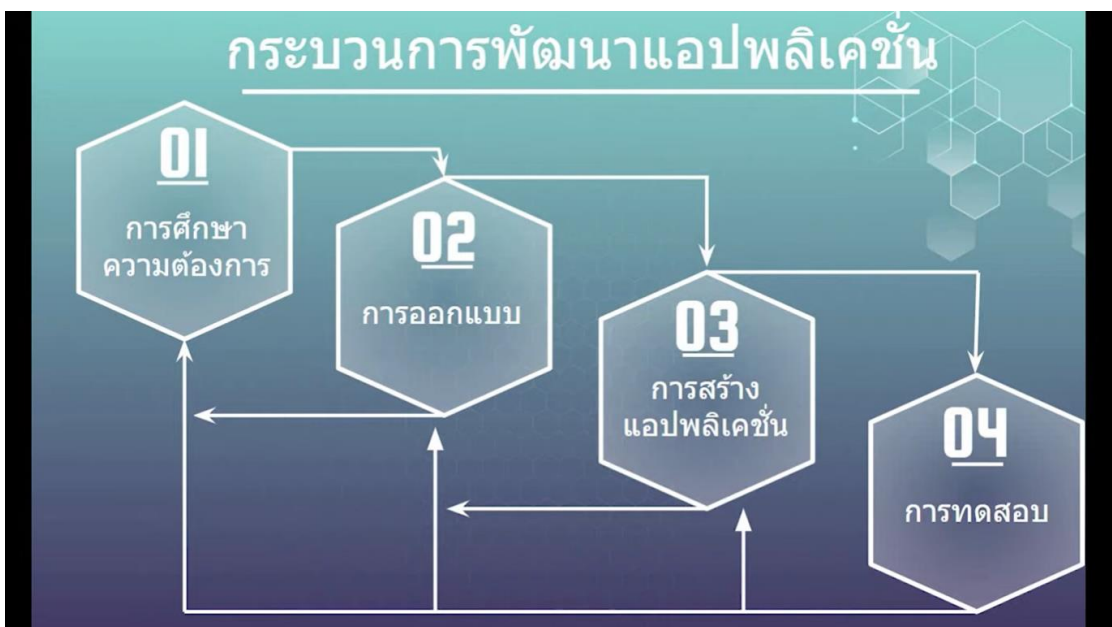 กระบวนการพัฒนาแอปพลิเคชั่น
01
การศึกษา
ความต้องการ
02
การออกแบบ
03
การสร้าง
แอปพลิเคชั่น
04
การทดสอบ